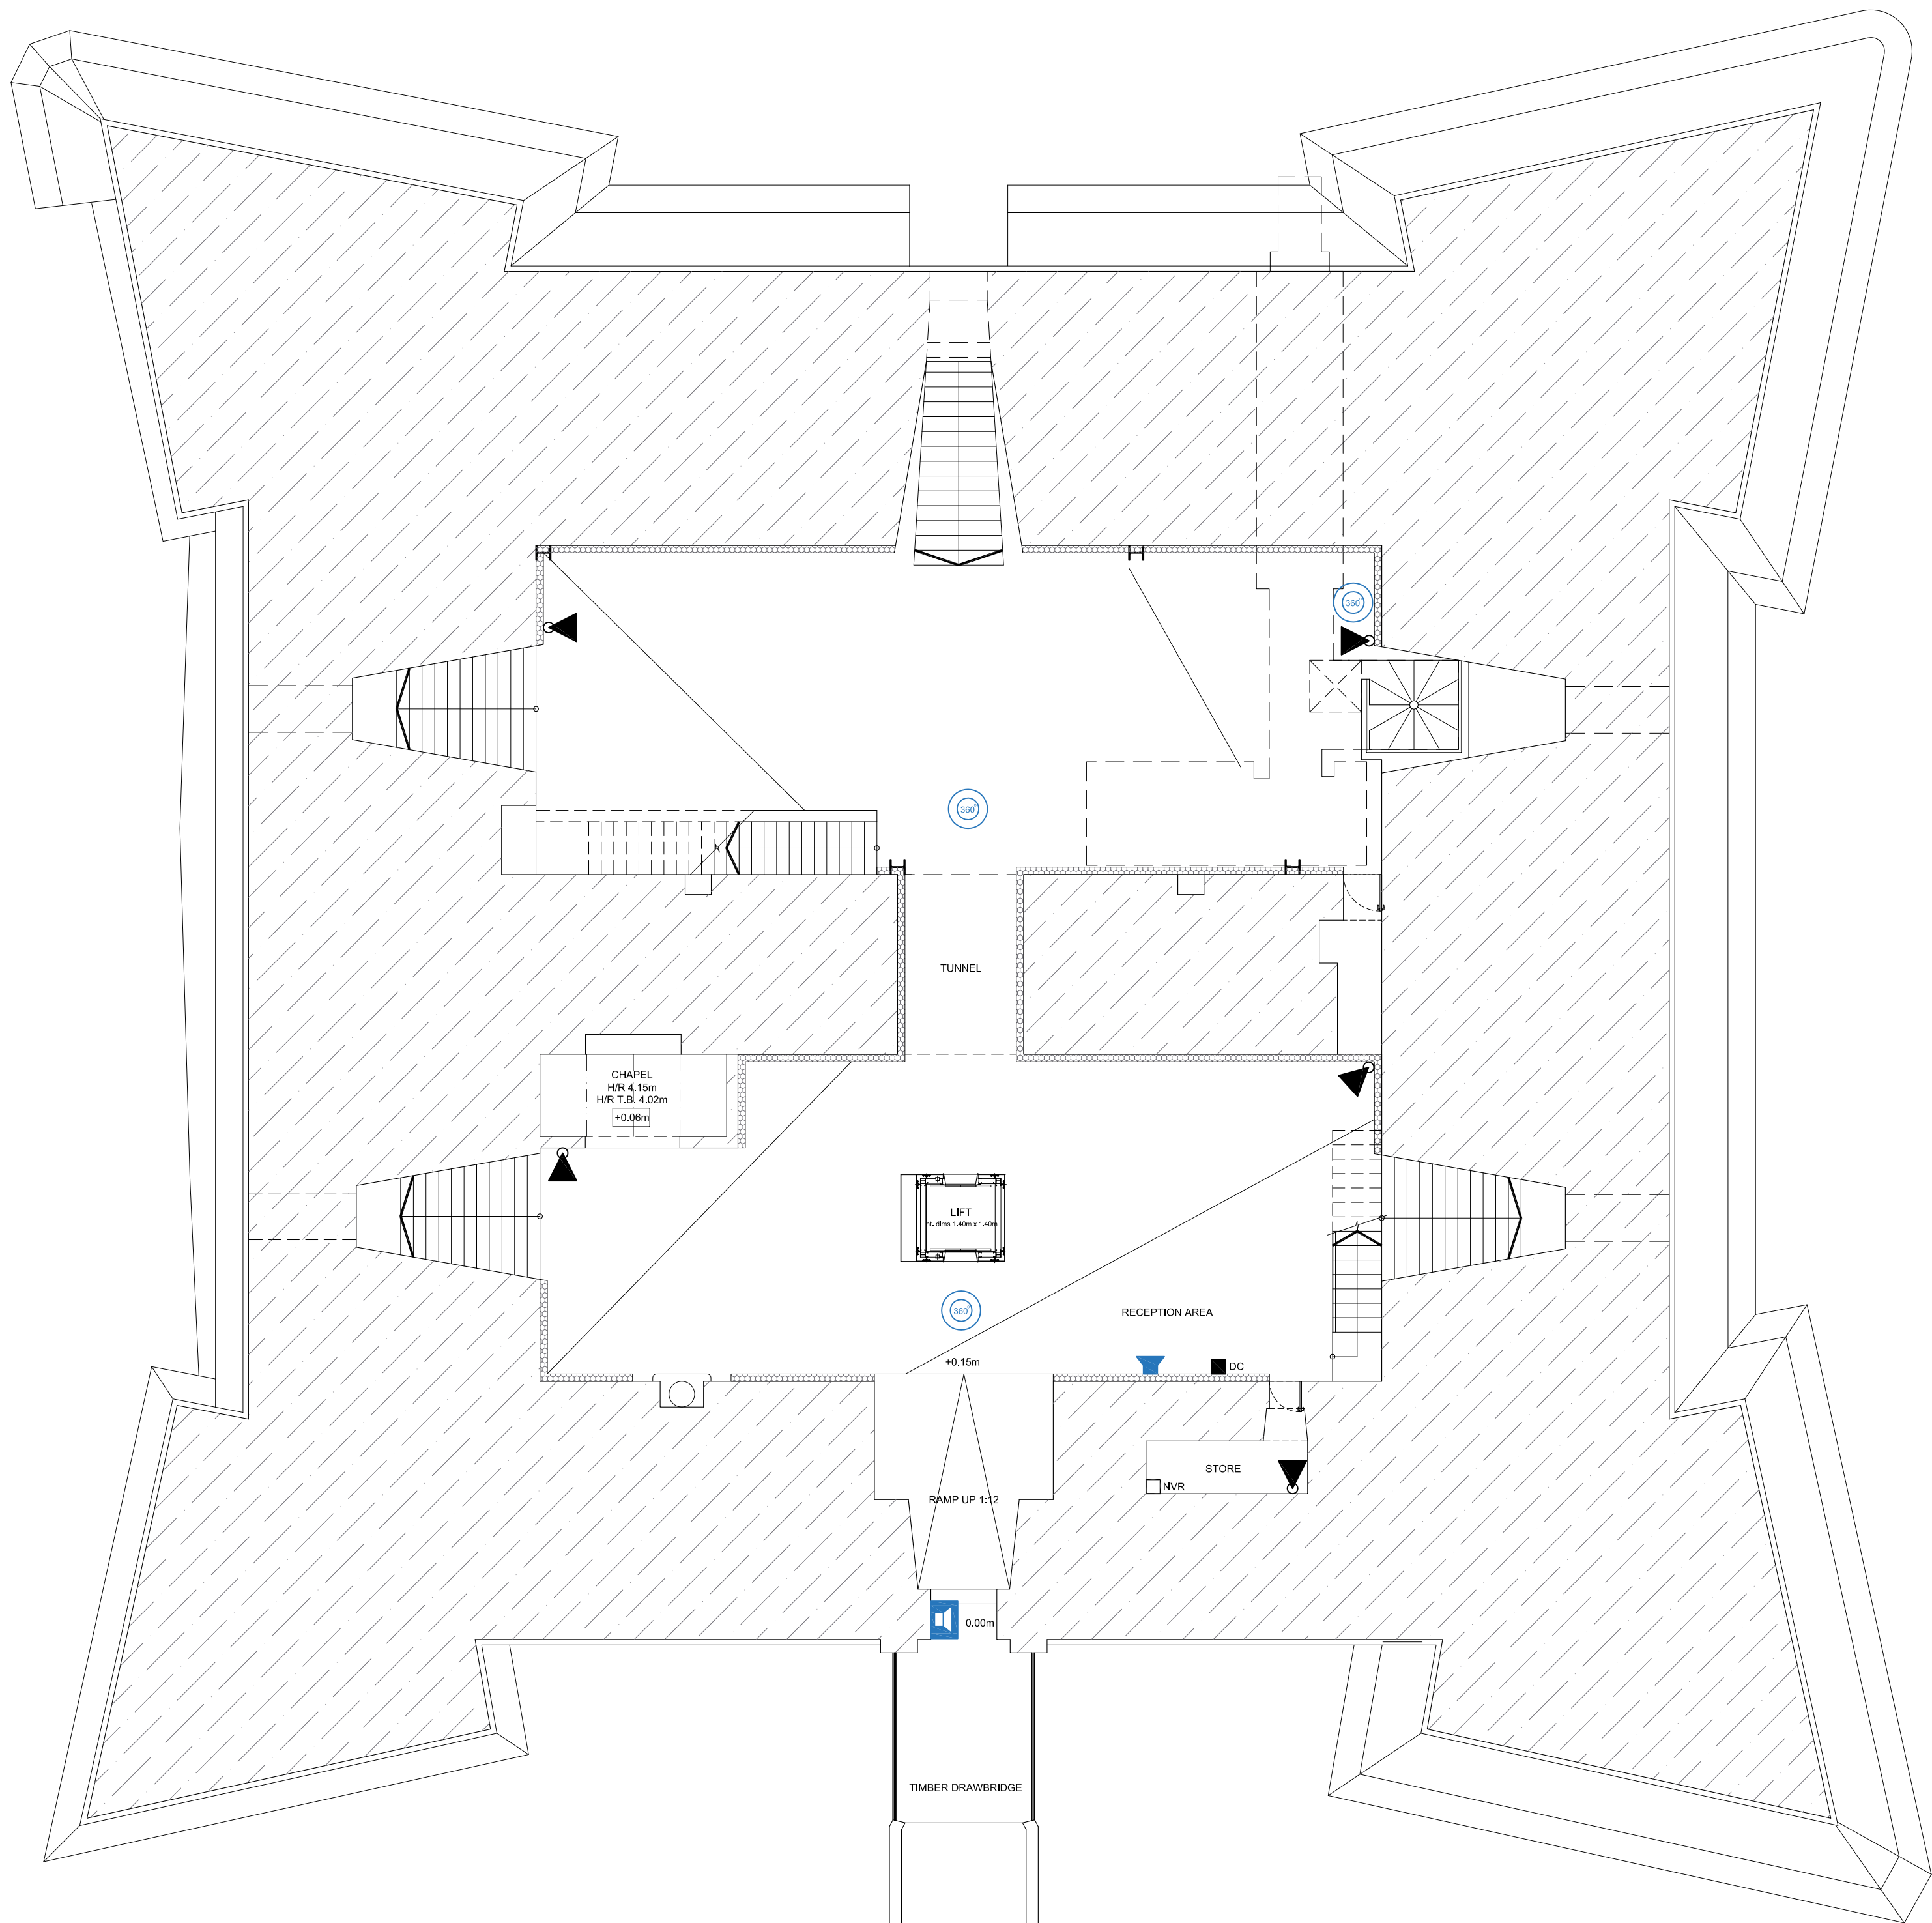 360°
360°
TUNNEL
CHAPEL
H/R 4.15m
H/R T.B. 4.02m
+0.06m
LIFT
int. dims 1.40m x 1.40m
360°
RECEPTION AREA
+0.15m
DC
STORE
NVR
RAMP UP 1:12
0.00m
TIMBER DRAWBRIDGE